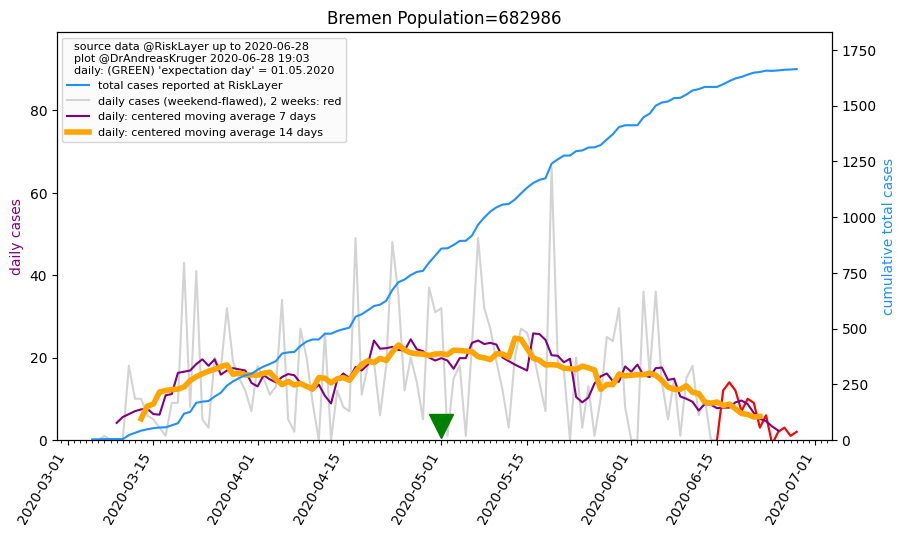 Bremen Population=682986
source data @RiskLayer up to 2020-06-28
plot @DrAndreasKruger 2020-06-28 19:03
daily: (GREEN) 'expectation day' = 01.05.2020
total cases reported at RiskLayer
daily cases (weekend-flawed), 2 weeks: red
daily: centered moving average 7 days
daily: centered moving average 14 days
daily cases
80
60
40
20
0
1750
1500
1250
1000
750
500
250
0
cumulative total cases
2020-03-01
2020-03-15
2020-04-01
2020-04-15
2020-05-01
2020-05-15
2020-06-01
2020-06-15
2020-07-01